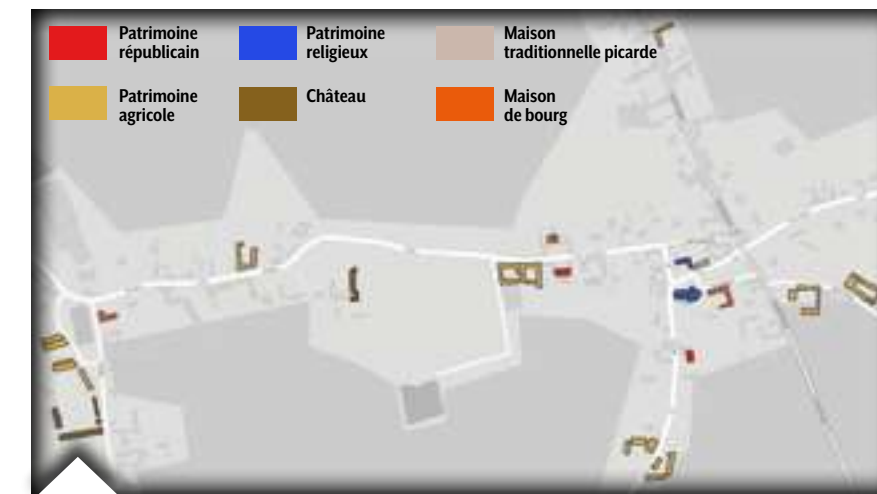 Patrimoine
républicain
Patrimoine
religieux
Maison
traditionnelle picarde
Patrimoine
agricole
Château
Maison
de bourg